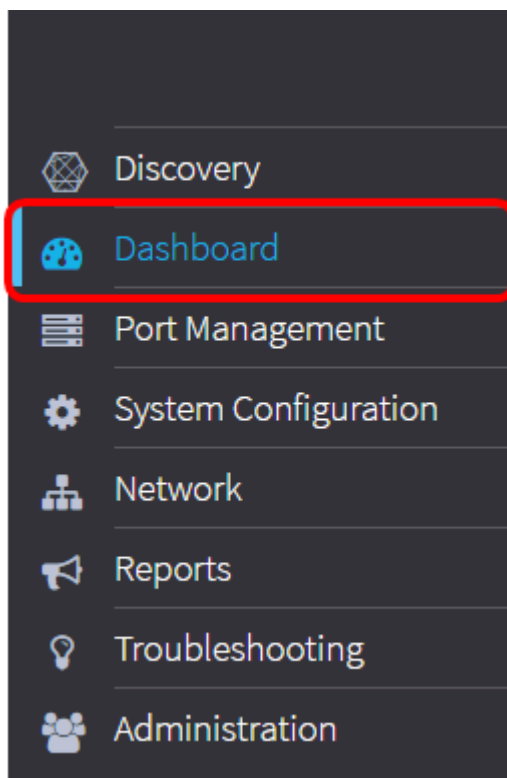 Discovery
Dashboard
Port Management
System Configuration
Network
Reports
Troubleshooting
Administration